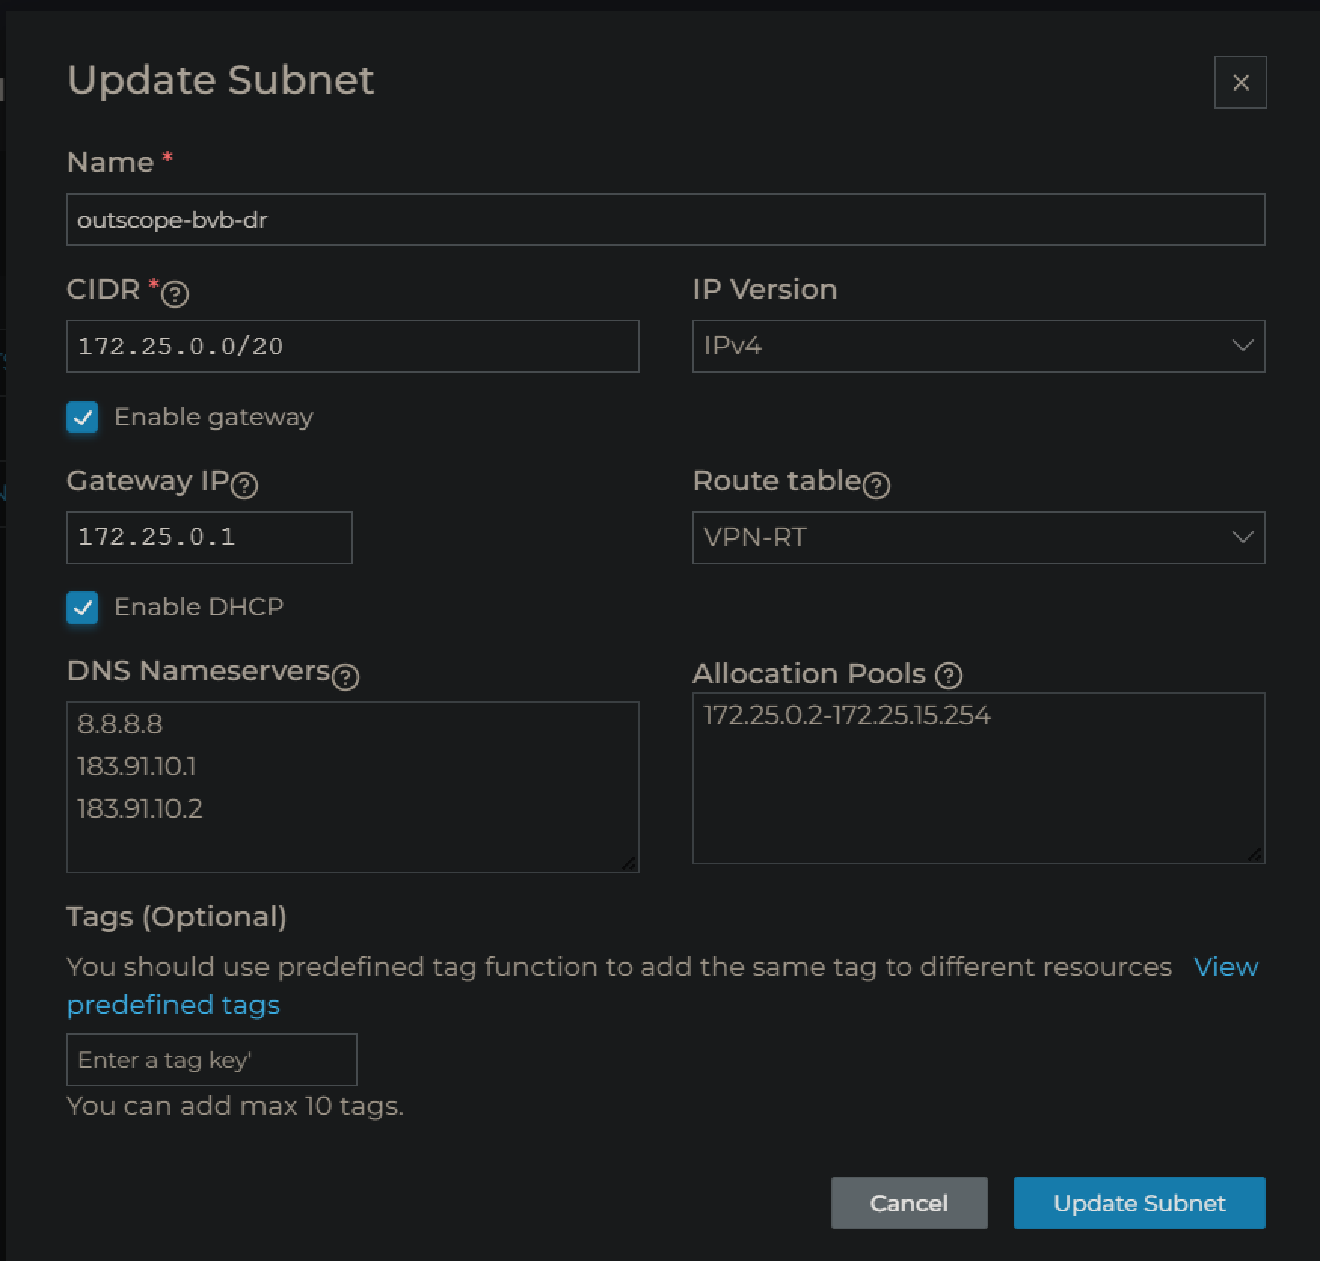 Update Subnet
Name *
outscope-bvb-dr
CIDR *
IP Version
172.25.0.0/20
IPv4
Enable gateway
Gateway IP
Route table
172.25.0.1
VPN-RT
Enable DHCP
DNS Nameservers
Allocation Pools
8.8.8.8
183.91.10.1
183.91.10.2
172.25.0.2-172.25.15.254
Tags (Optional)
You should use predefined tag function to add the same tag to different resources View
predefined tags
Enter a tag key'
You can add max 10 tags.
Cancel
Update Subnet